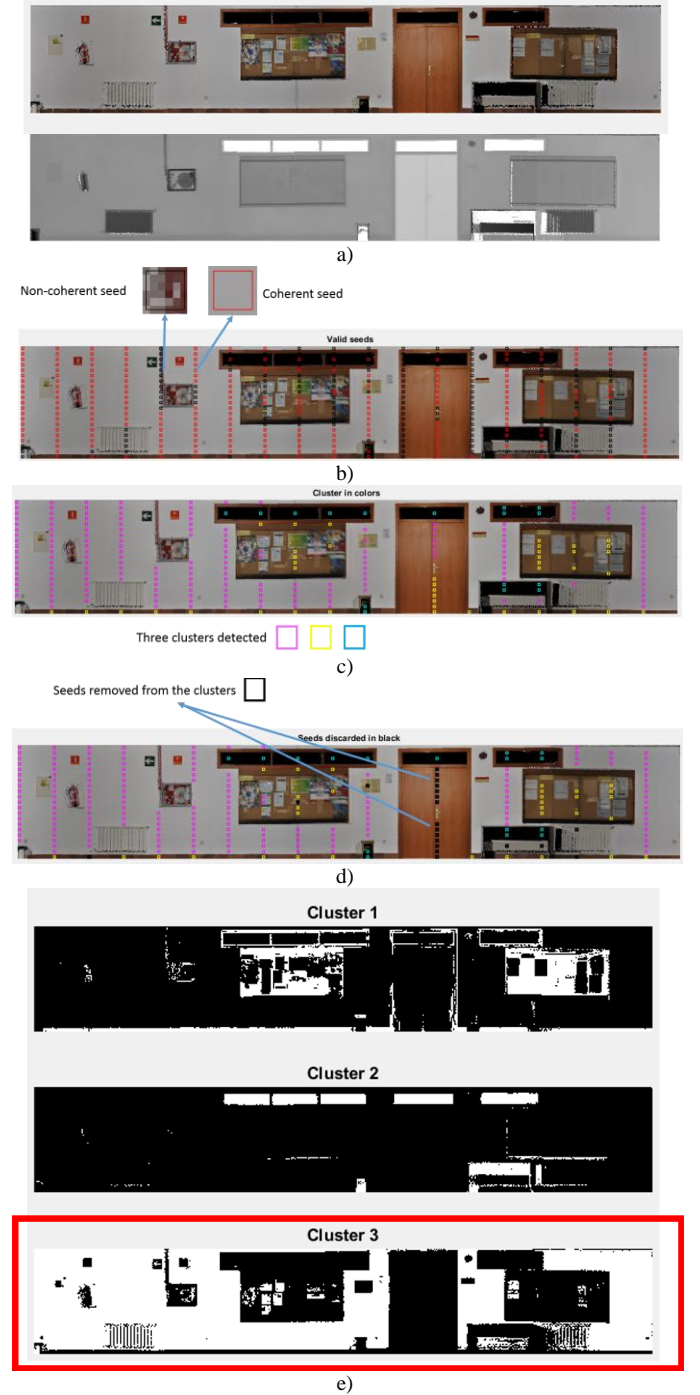 a)
Non-coherent seed
Coherent seed
Valid seeds
b)
Cluster in colors
Three clusters detected
c)
Seeds removed from the clusters
Seeds discarded in black
d)
Cluster 1
Cluster 2
Cluster 3
e)